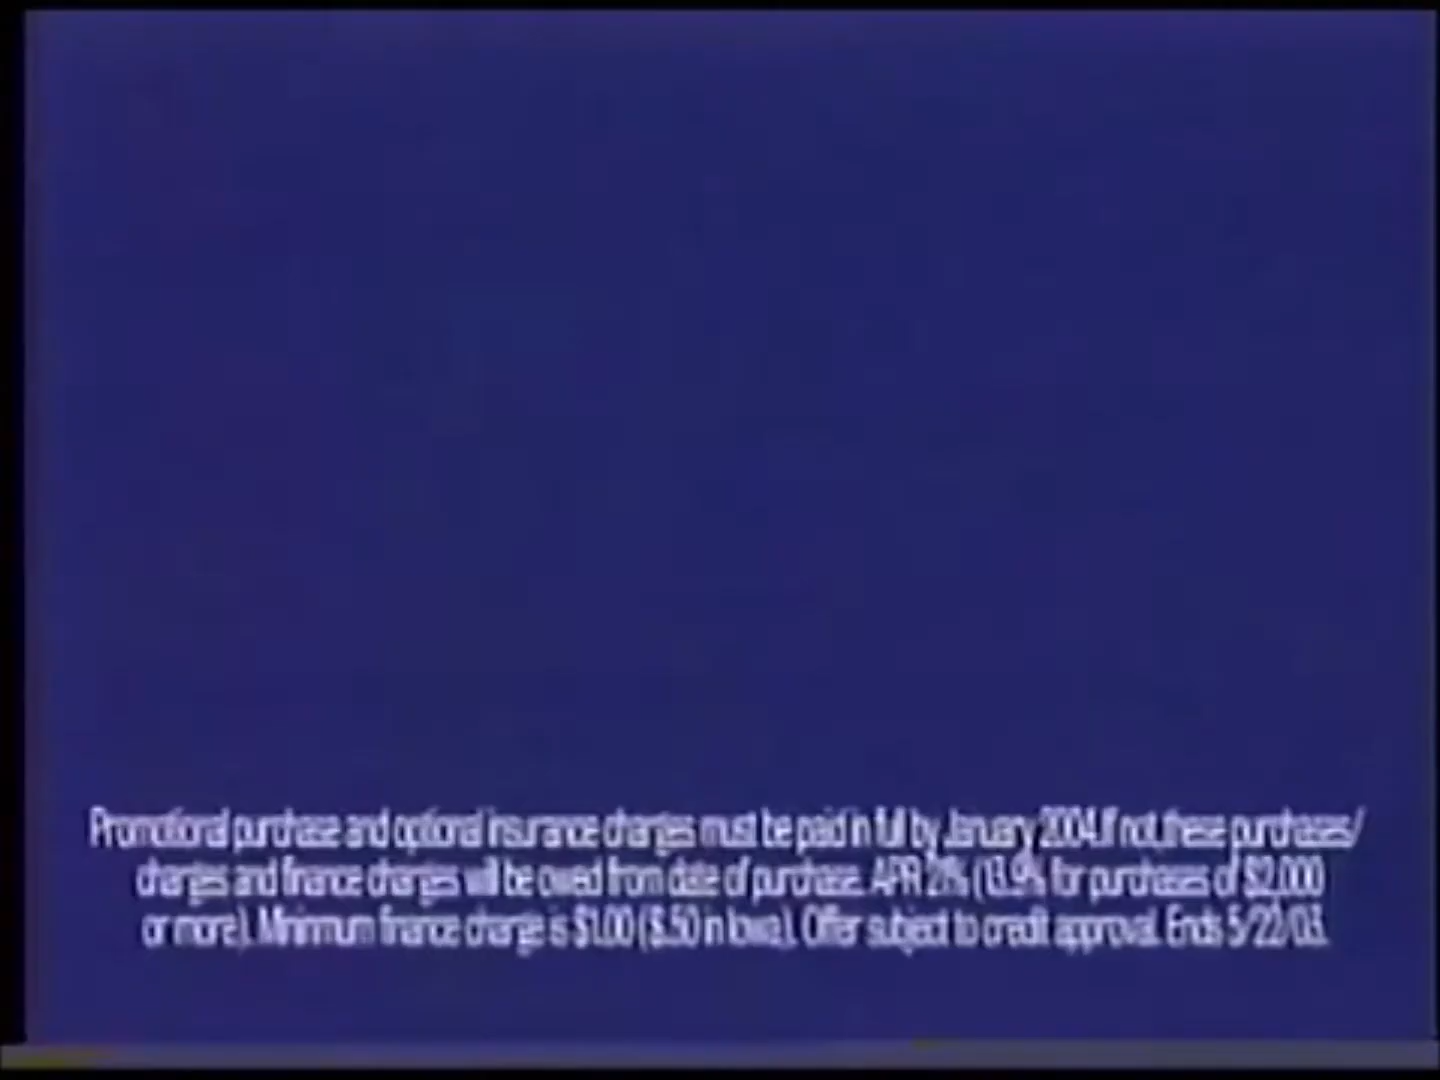 Promotional purchase and optional insurance charges must be paid in full by January 2004. If not, these purchases/
charges and finance charges will be owed from date of purchase. APR 21% (13.9% for purchases of $2,000
or more). Minimum finance charge is $1.00 ($.50 in Iowa). Offer subject to credit approval. Ends 5/22/03.